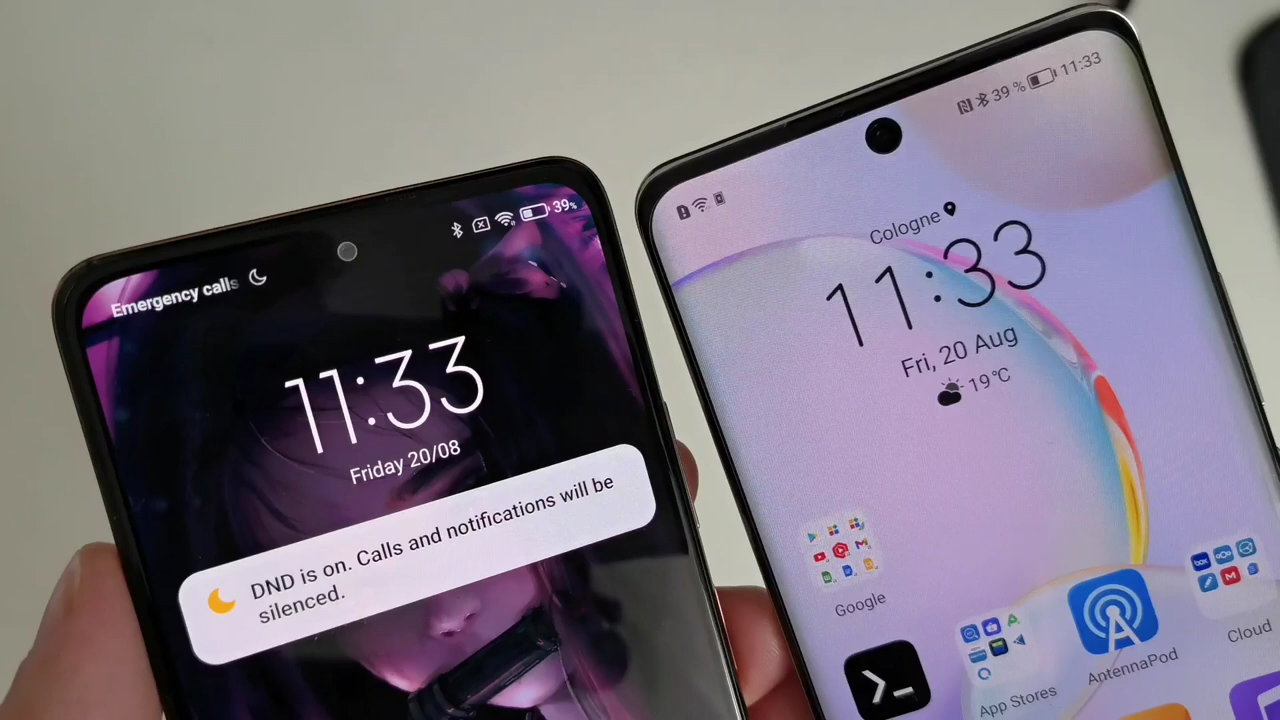 39%
Emergency calls
11:33
Friday 20/08
DND is on. Calls and notifications will be
silenced.
39 % 11:33
Cologne
11:33
Fri, 20 Aug
19°C
Google
App Stores
AntennaPod
Cloud